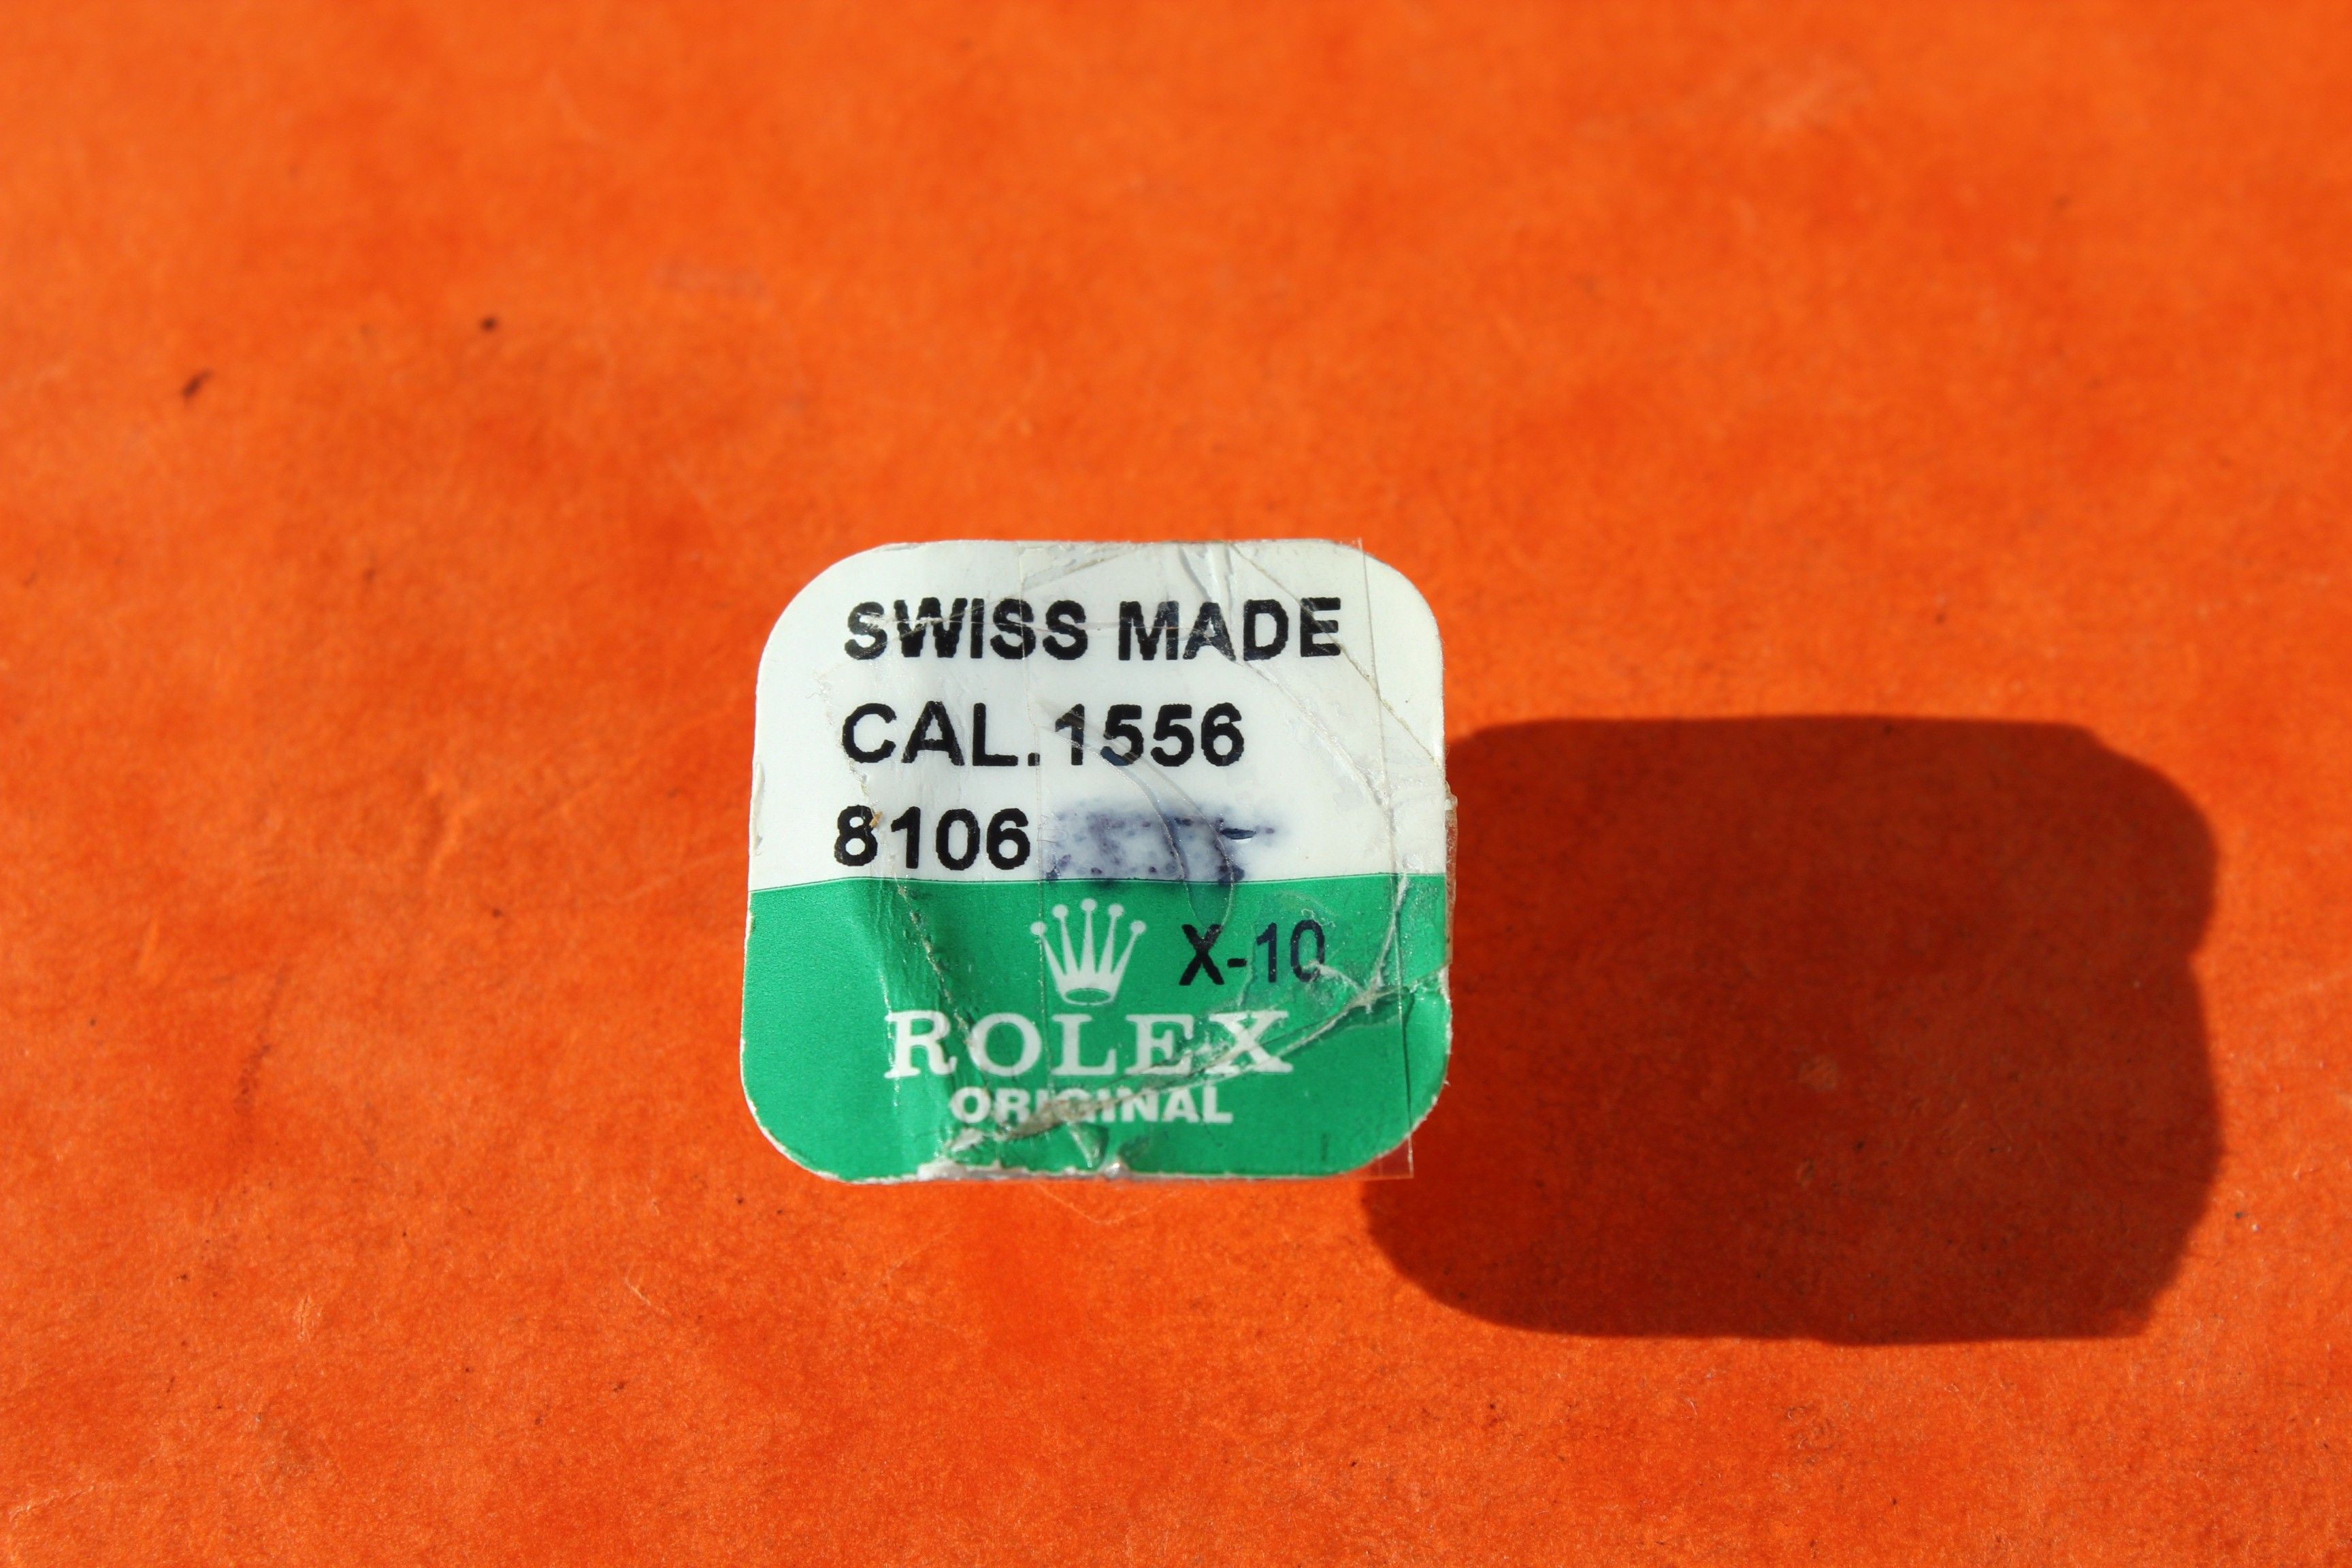 SWISS MADE
CAL.1556
8106
X-10
ROLEX
ORIGINAL